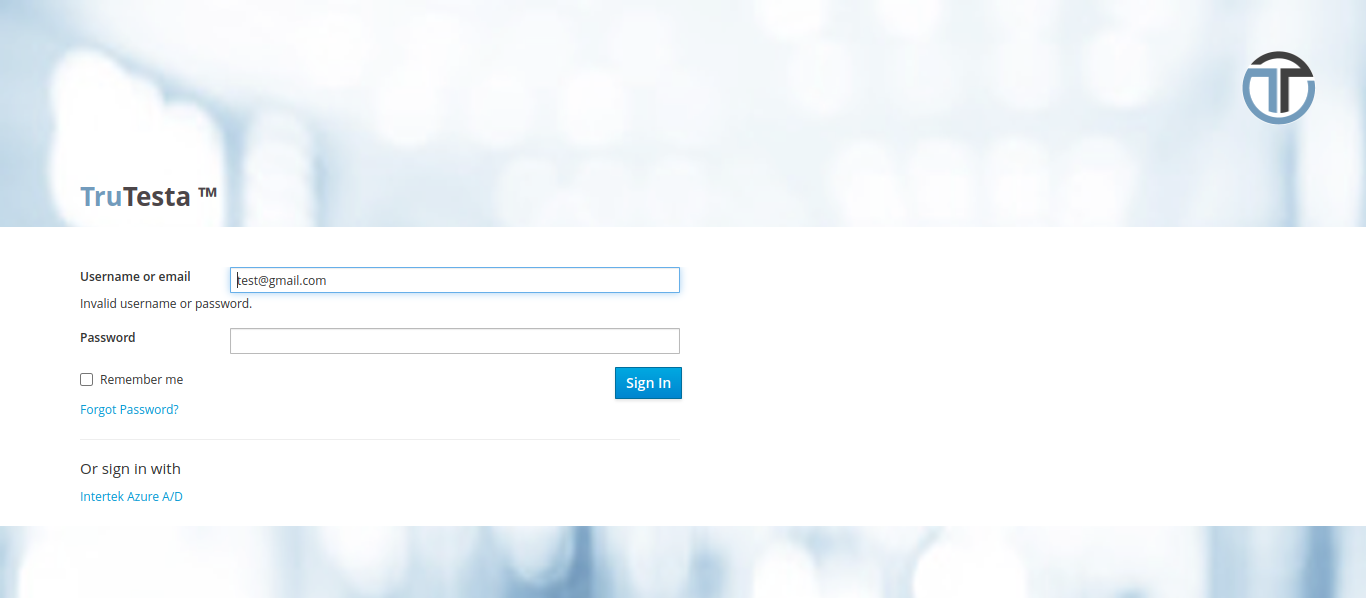 TruTesta ™
Username or email
test@gmail.com
Invalid username or password.
Password
Remember me
Sign In
Forgot Password?
Or sign in with
Intertek Azure A/D